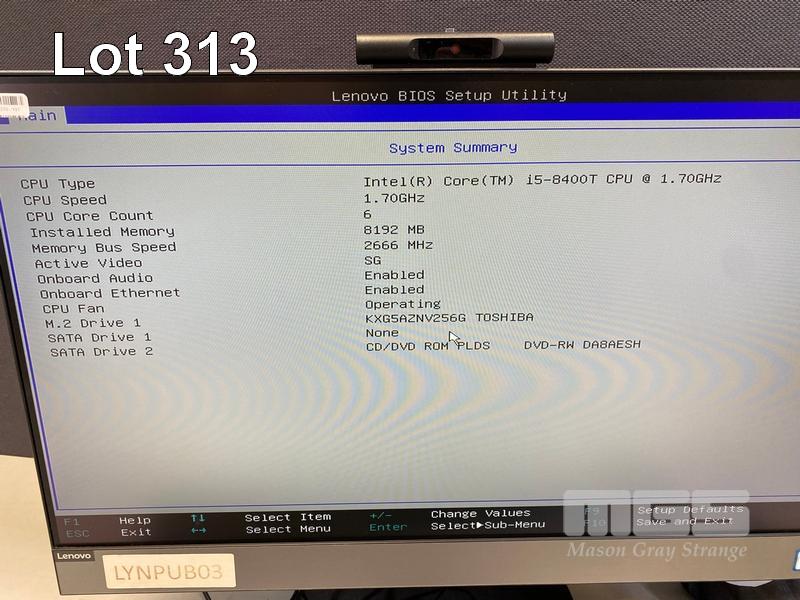 Lot 313
Lenovo BIOS Setup Utility
Main
System Summary
CPU Type Intel(R) Core(TM) i5-8400T CPU @ 1.70GHz
CPU Speed 1.70GHz
CPU Core Count 6
Installed Memory 8192 MB
Memory Bus Speed 2666 MHz
Active Video SG
Onboard Audio Enabled
Onboard Ethernet Enabled
CPU Fan Operating
M.2 Drive 1 KXG5AZNV256G TOSHIBA
SATA Drive 1 None
SATA Drive 2 CD/DVD ROM PLDS DVD-RW DA8AESH
F1 Help ↑↓ Select Item +/- Change Values F9 Setup Defaults
ESC Exit ←→ Select Menu Enter Select▶Sub-Menu F10 Save and Exit
MGS
Mason Gray Strange
Lenovo
LYNPUB03